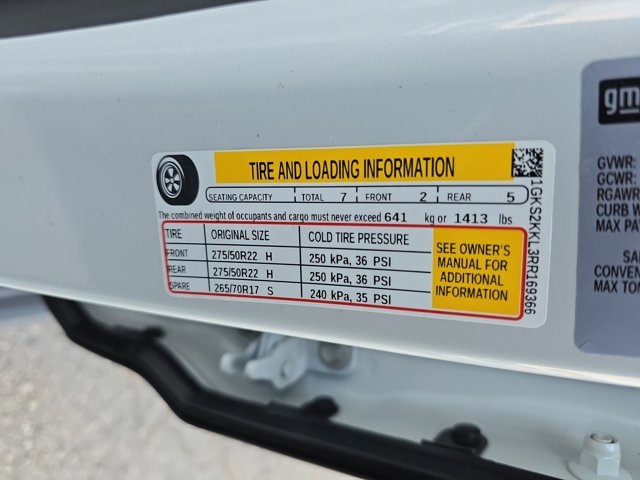 TIRE AND LOADING INFORMATION
SEATING CAPACITY TOTAL 7 FRONT 2 REAR 5
The combined weight of occupants and cargo must never exceed 641 kg or 1413 lbs.
TIRE ORIGINAL SIZE COLD TIRE PRESSURE
FRONT 275/50R22 H 250 kPa, 36 PSI
REAR 275/50R22 H 250 kPa, 36 PSI
SPARE 265/70R17 S 240 kPa, 35 PSI
SEE OWNER'S
MANUAL FOR
ADDITIONAL
INFORMATION
1GKS2KKL3PR169366
gm
GVWR:
GCWR:
RGAWR
CURB W
MAX PA
SA
CONVEN
MAX TON